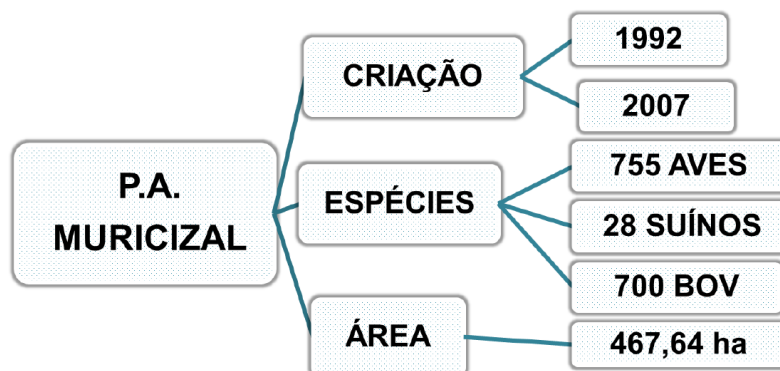 P.A.
MURICIZAL
CRIAÇÃO
1992
2007
ESPÉCIES
755 AVES
28 SUÍNOS
700 BOV
ÁREA
467,64 ha